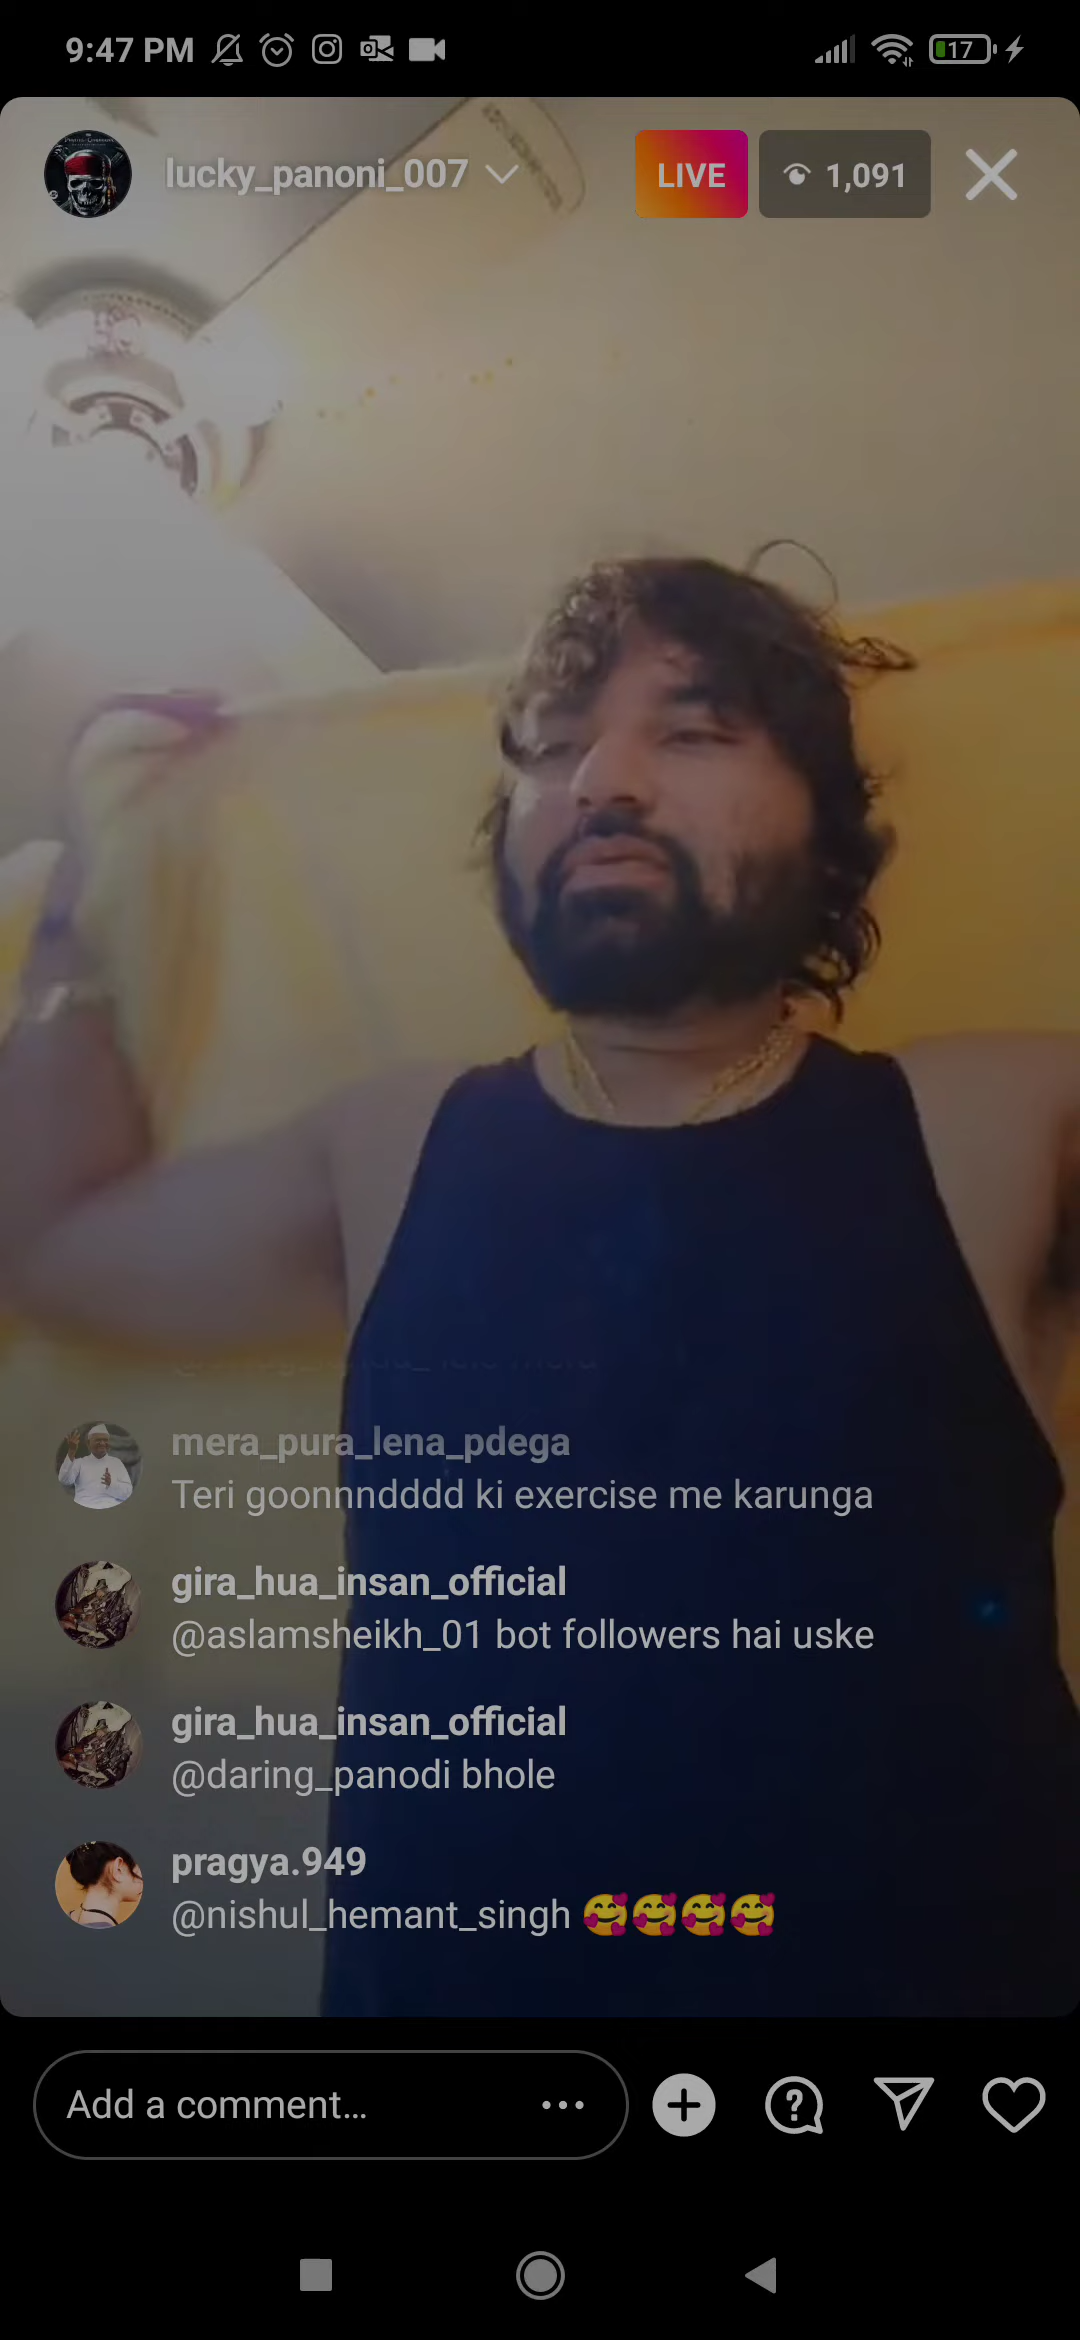 9:47 PM
17
lucky_panoni_007
LIVE
1,091
mera_pura_lena_pdega
Teri goonnndddd ki exercise me karunga
gira_hua_insan_official
@aslamsheikh_01 bot followers hai uske
gira_hua_insan_official
@daring_panodi bhole
pragya.949
@nishul_hemant_singh 🥰🥰🥰🥰
Add a comment...